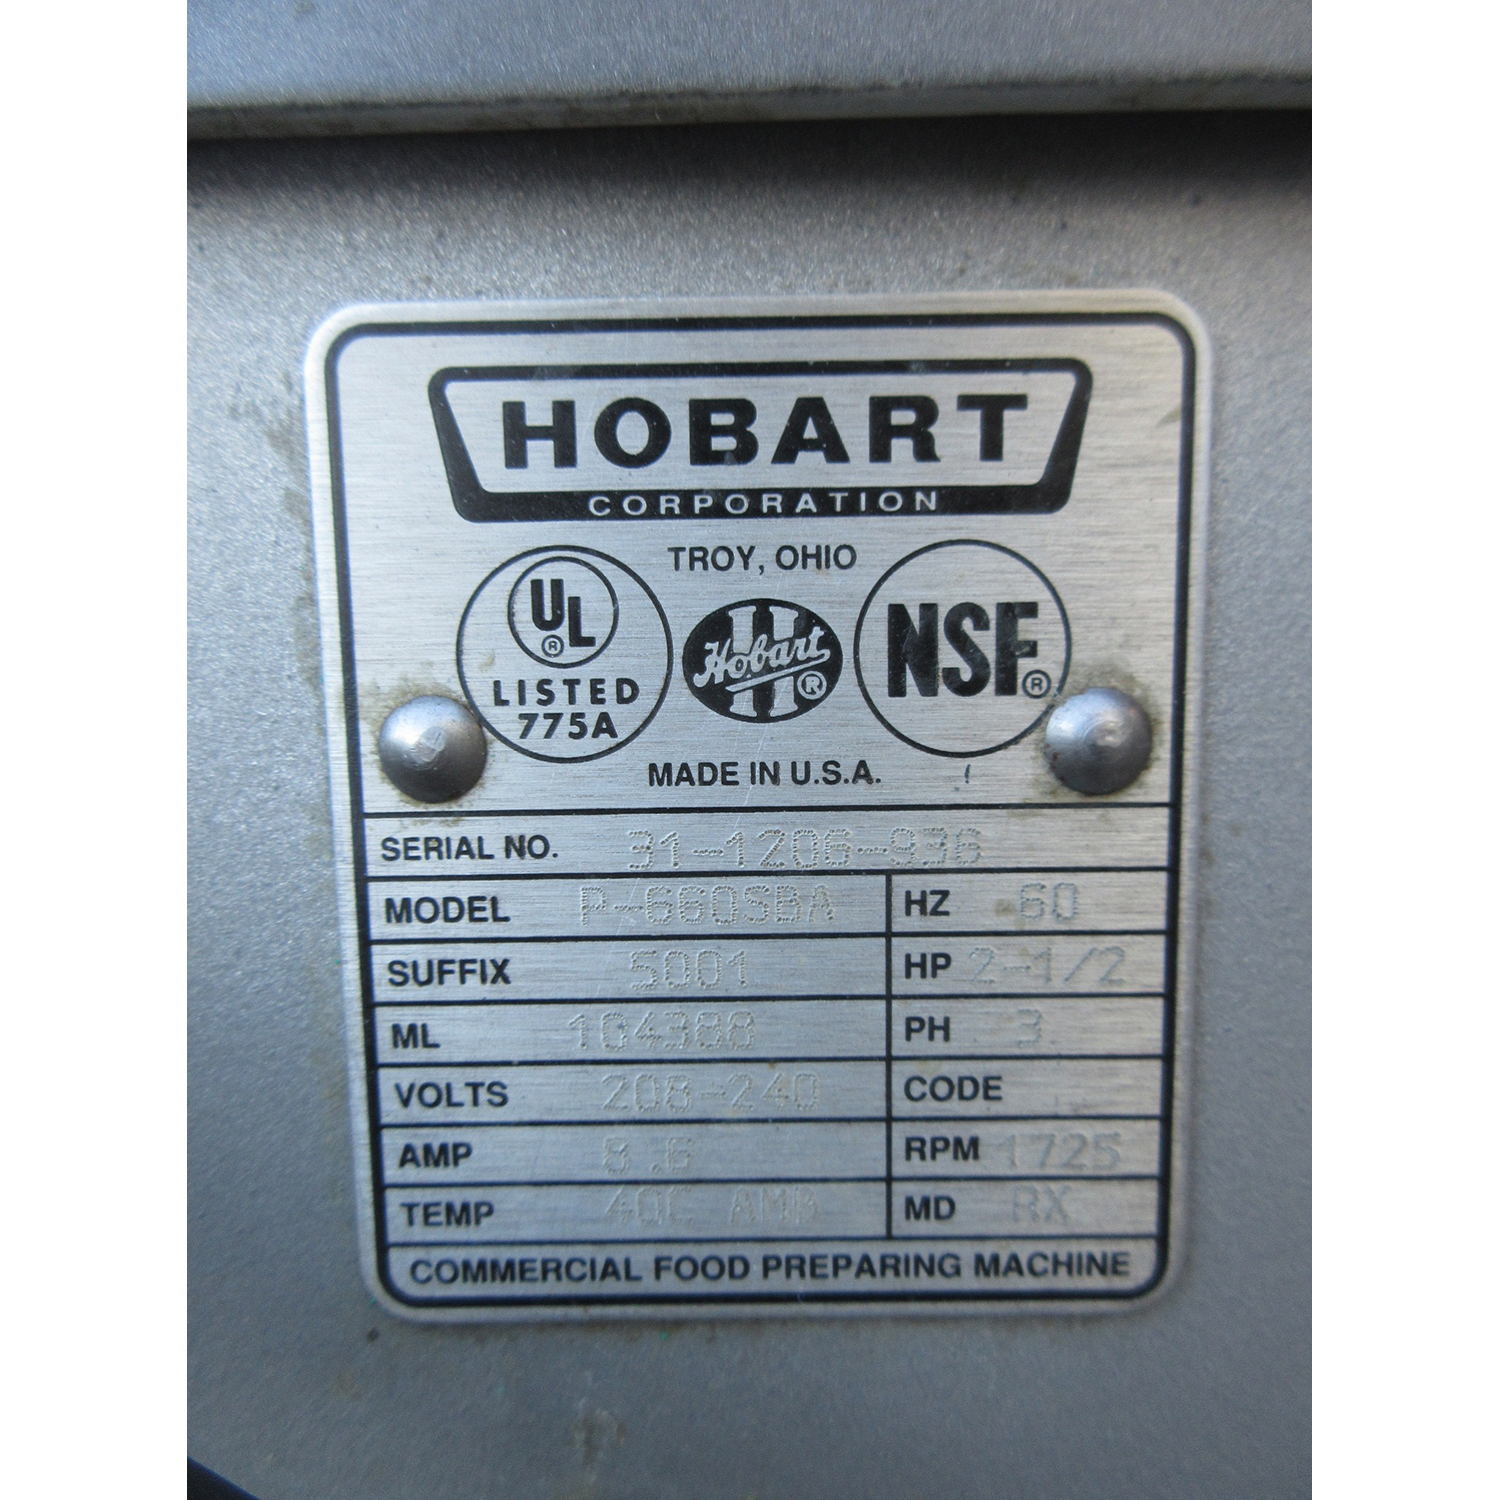 HOBART
CORPORATION
TROY, OHIO
UL
®
LISTED
775A
Hobart
®
NSF®
MADE IN U.S.A.
SERIAL NO. 31-1206-936
MODEL P-660SBA HZ 60
SUFFIX 5001 HP 2-1/2
ML 104388 PH 3
VOLTS 208-240 CODE
AMP 8.6 RPM 1725
TEMP 40C AMB MD RX
COMMERCIAL FOOD PREPARING MACHINE